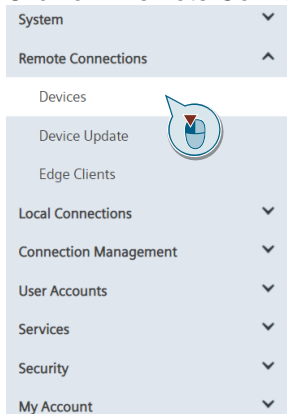 System
Remote Connections
Devices
Device Update
Edge Clients
Local Connections
Connection Management
User Accounts
Services
Security
My Account